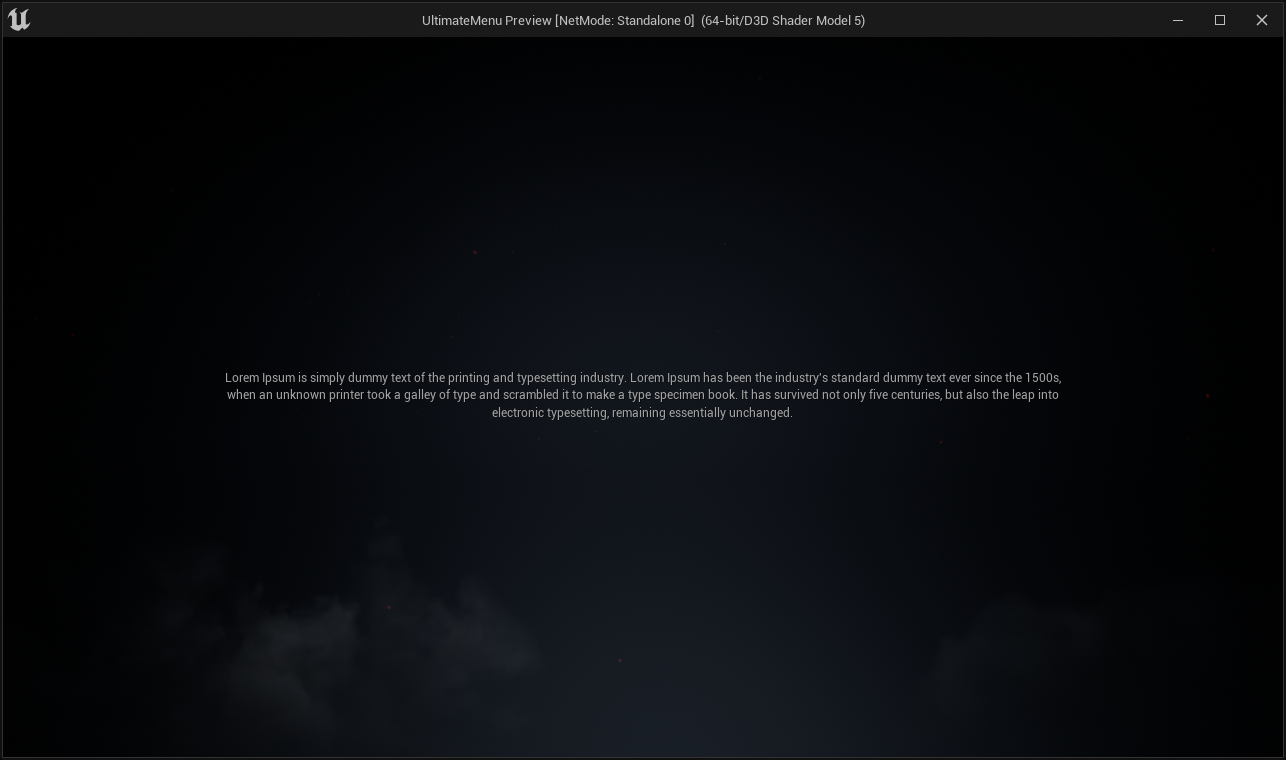 UltimateMenu Preview [NetMode: Standalone 0]  (64-bit/D3D Shader Model 5)
Lorem Ipsum is simply dummy text of the printing and typesetting industry. Lorem Ipsum has been the industry's standard dummy text ever since the 1500s,
when an unknown printer took a galley of type and scrambled it to make a type specimen book. It has survived not only five centuries, but also the leap into
electronic typesetting, remaining essentially unchanged.